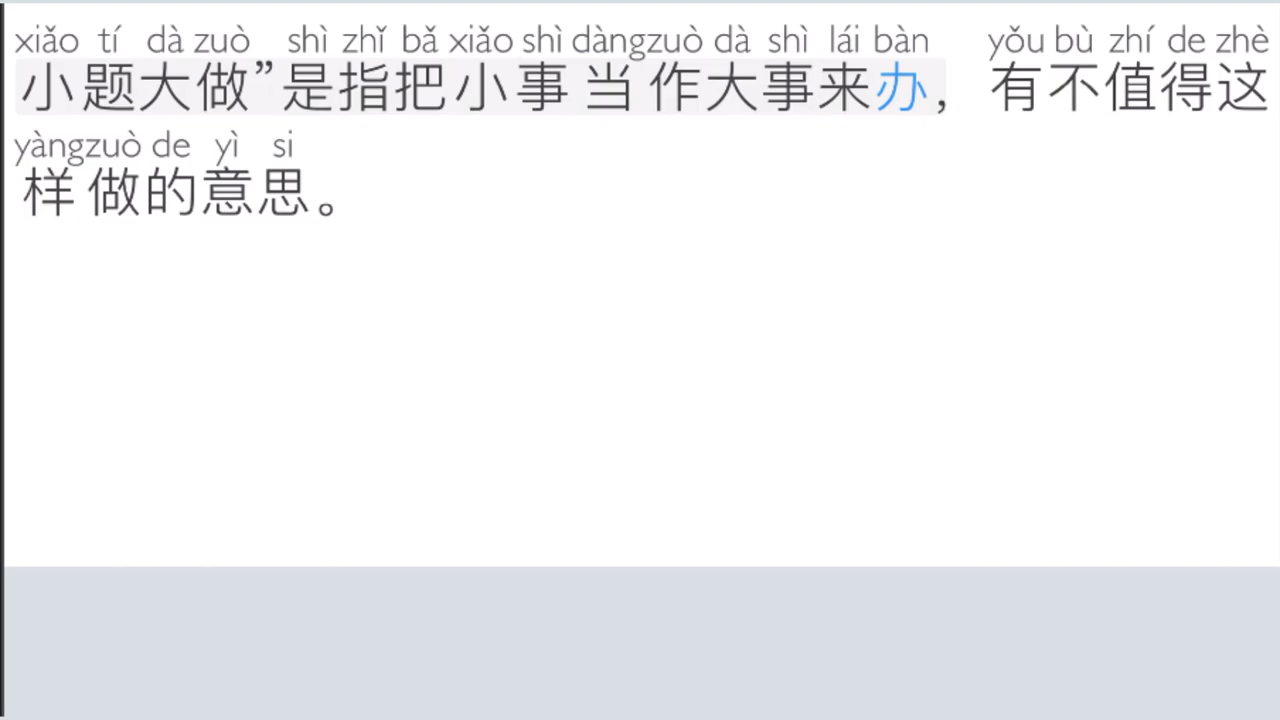 xiǎo tí dà zuò shì zhǐ bǎ xiǎo shì dàngzuò dà shì lái bàn yǒu bù zhí de zhè
小题大做”是指把小事当作大事来办，有不值得这
yàngzuò de yì si
样做的意思。